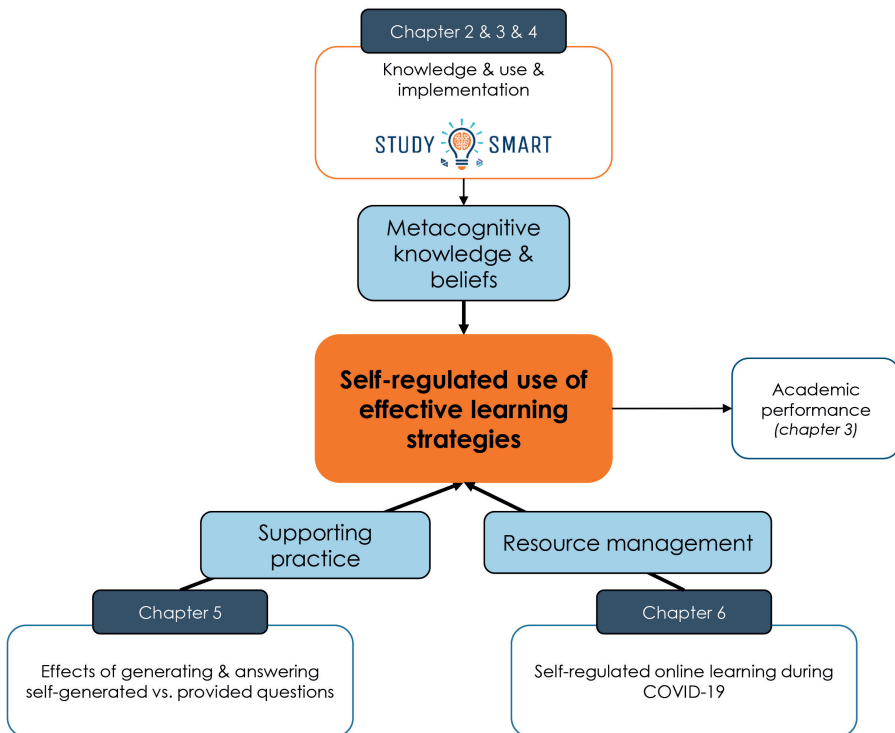 Chapter 2 & 3 & 4
Knowledge & use &
implementation
STUDY SMART
Metacognitive
knowledge &
beliefs
Self-regulated use of
effective learning
strategies
Academic
performance
(chapter 3)
Supporting
practice
Resource management
Chapter 5
Effects of generating & answering
self-generated vs. provided questions
Chapter 6
Self-regulated online learning during
COVID-19